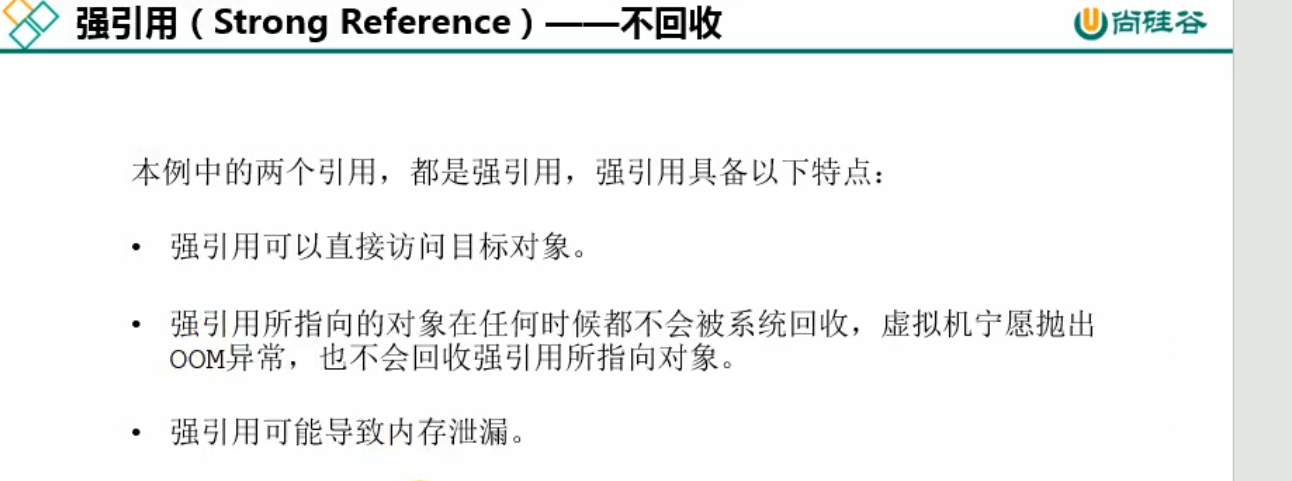 强引用（Strong Reference）——不回收
尚硅谷
本例中的两个引用，都是强引用，强引用具备以下特点：
• 强引用可以直接访问目标对象。
• 强引用所指向的对象在任何时候都不会被系统回收，虚拟机宁愿抛出
OOM异常，也不会回收强引用所指向对象。
• 强引用可能导致内存泄漏。